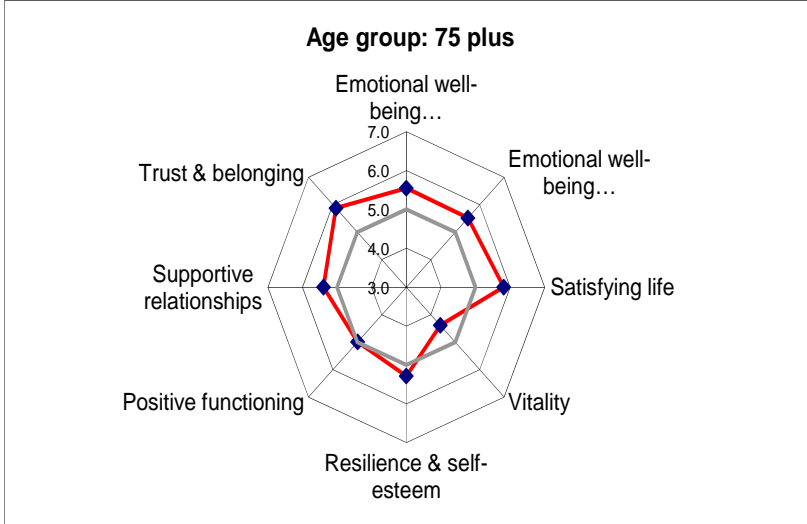 Age group: 75 plus
Emotional well-
being…
7.0
6.0
5.0
4.0
3.0
Emotional well-
being…
Satisfying life
Vitality
Resilience & self-
esteem
Positive functioning
Supportive
relationships
Trust & belonging